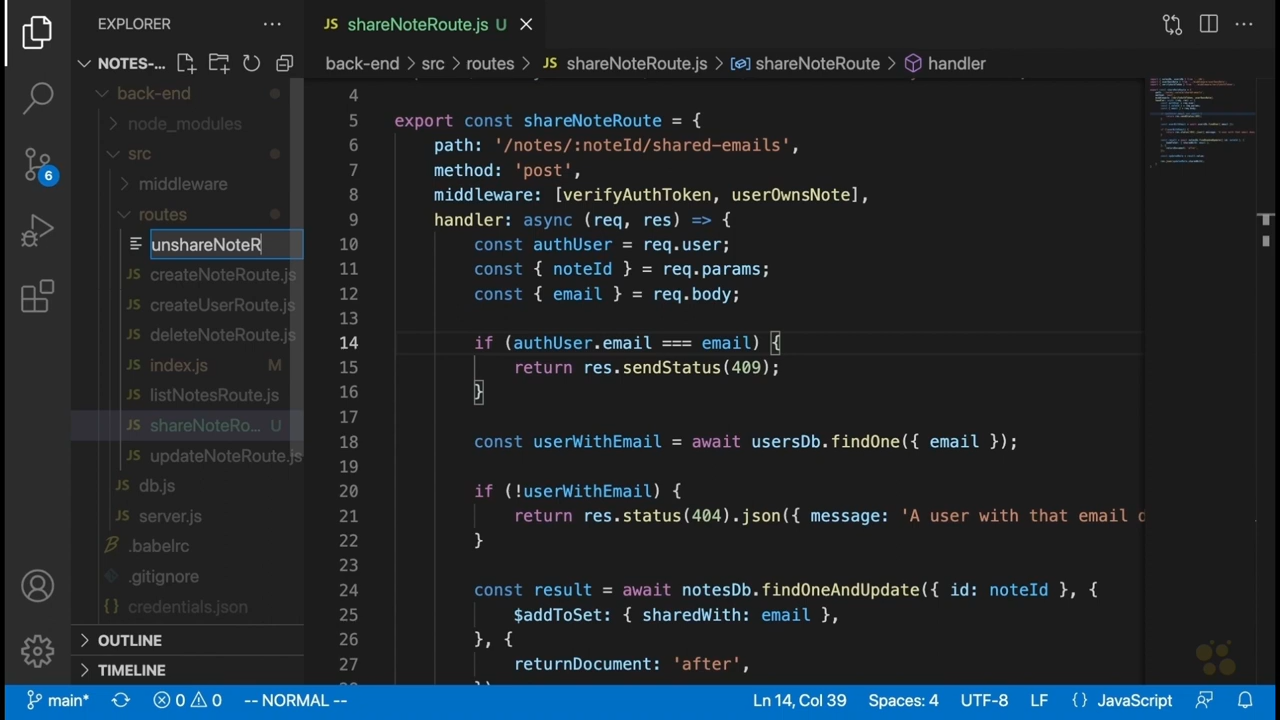 EXPLORER
NOTES-...
back-end
node_modules
src
middleware
routes
unshareNoteR
createNoteRoute.js
createUserRoute.js
deleteNoteRoute.js
index.js M
listNotesRoute.js
shareNoteRo... U
updateNoteRoute.js
db.js
server.js
.babelrc
.gitignore
credentials.json
OUTLINE
TIMELINE
6
JS shareNoteRoute.js U
back-end > src > routes > JS shareNoteRoute.js > shareNoteRoute > handler
4
5 export const shareNoteRoute = {
6 path: '/notes/:noteId/shared-emails',
7 method: 'post',
8 middleware: [verifyAuthToken, userOwnsNote],
9 handler: async (req, res) => {
10 const authUser = req.user;
11 const { noteId } = req.params;
12 const { email } = req.body;
13
14 if (authUser.email === email) {
15 return res.sendStatus(409);
16 }
17
18 const userWithEmail = await usersDb.findOne({ email });
19
20 if (!userWithEmail) {
21 return res.status(404).json({ message: 'A user with that email d
22 }
23
24 const result = await notesDb.findOneAndUpdate({ id: noteId }, {
25 $addToSet: { sharedWith: email },
26 }, {
27 returnDocument: 'after',
main* 0 0 -- NORMAL -- Ln 14, Col 39 Spaces: 4 UTF-8 LF {} JavaScript